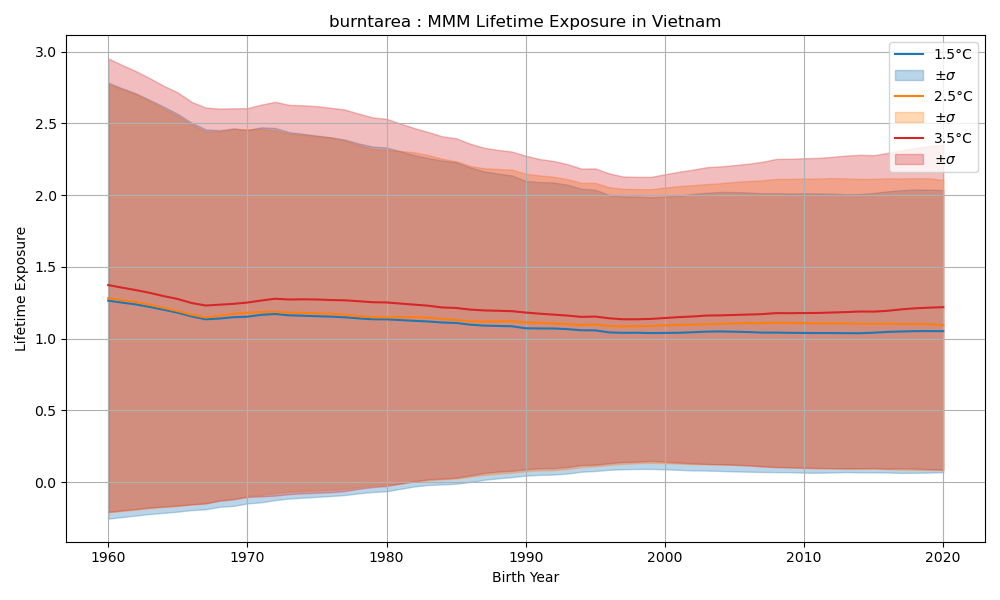 burntarea : MMM Lifetime Exposure in Vietnam
3.0
2.5
2.0
1.5
1.0
0.5
0.0
Lifetime Exposure
1960
1970
1980
1990
2000
2010
2020
Birth Year
1.5°C
±σ
2.5°C
±σ
3.5°C
±σ